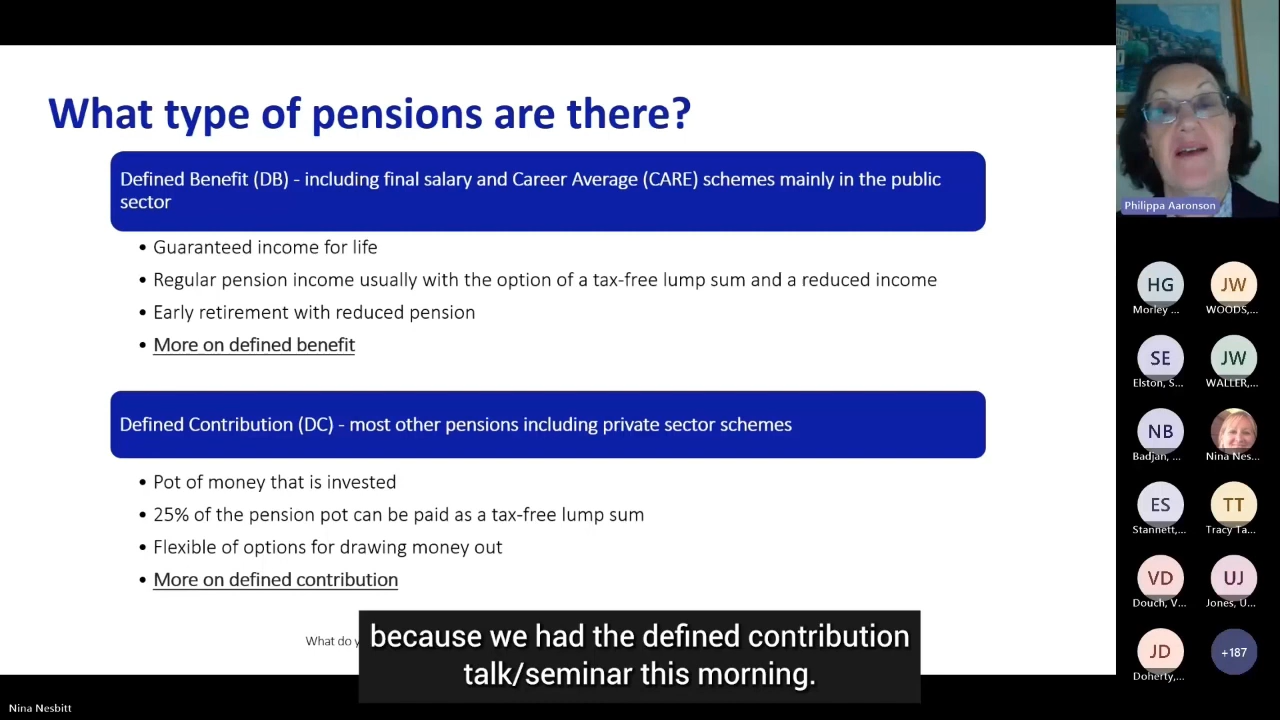 What type of pensions are there?
Defined Benefit (DB) - including final salary and Career Average (CARE) schemes mainly in the public
sector
• Guaranteed income for life
• Regular pension income usually with the option of a tax-free lump sum and a reduced income
• Early retirement with reduced pension
• More on defined benefit
Defined Contribution (DC) - most other pensions including private sector schemes
• Pot of money that is invested
• 25% of the pension pot can be paid as a tax-free lump sum
• Flexible of options for drawing money out
• More on defined contribution
What do
because we had the defined contribution
talk/seminar this morning.
Nina Nesbitt
Philippa Aaronson
HG
Morley ...
JW
WOODS,...
SE
Elston, S...
JW
WALLER,...
NB
Badjan, ...
Nina Nes...
ES
Stannett,...
TT
Tracy Ta...
VD
Douch, V...
UJ
Jones, U...
JD
Doherty,...
+187